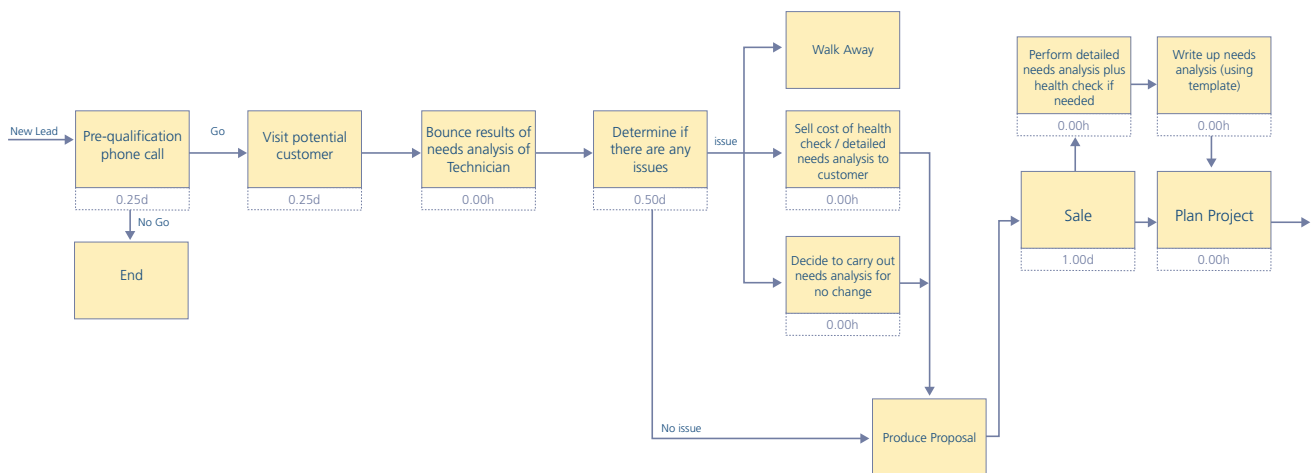 New Lead
Pre-qualification
phone call
0.25d
Go
No Go
End
Visit potential
customer
0.25d
Bounce results of
needs analysis of
Technician
0.00h
Determine if
there are any
issues
0.50d
issue
No issue
Walk Away
Sell cost of health
check / detailed
needs analysis to
customer
0.00h
Decide to carry out
needs analysis for
no change
0.00h
Produce Proposal
Sale
1.00d
Perform detailed
needs analysis plus
health check if
needed
0.00h
Write up needs
analysis (using
template)
0.00h
Plan Project
0.00h